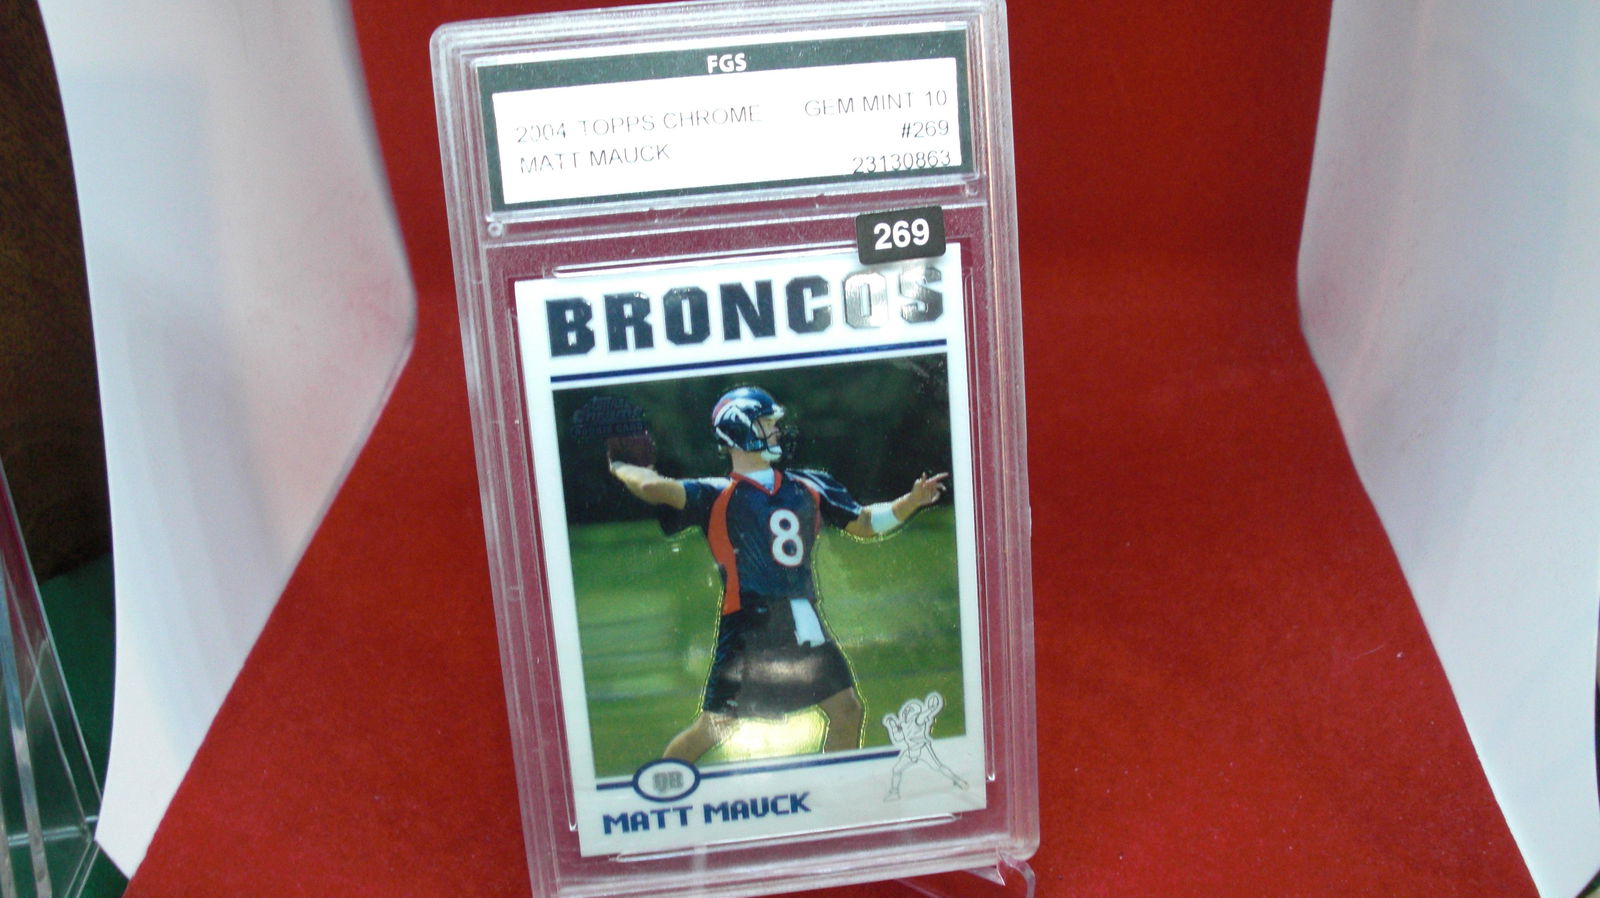 FGS
2004 TOPPS CHROME GEM MINT 10
#269
MATT MAUCK
23130863
269
BRONCOS
8
QB
MATT MAUCK